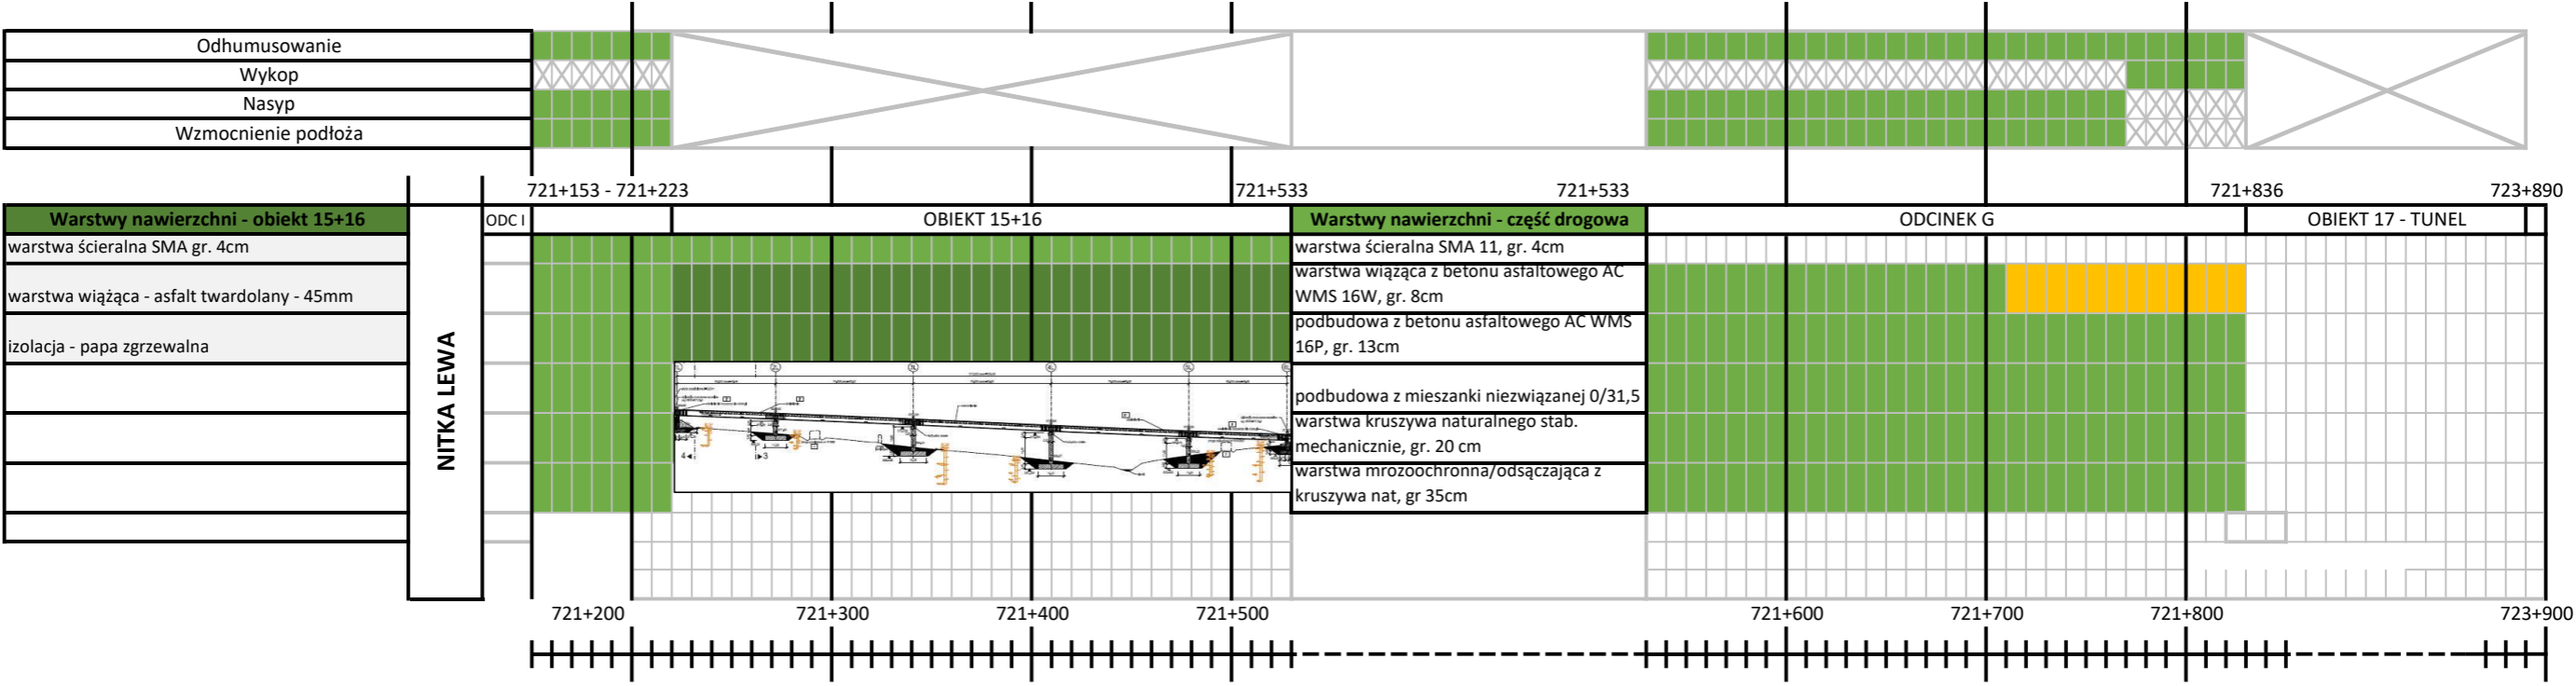 Odhumusowanie
Wykop
Nasyp
Wzmocnienie podłoża
721+153 - 721+223
721+533
721+533
721+836
723+890
Warstwy nawierzchni - obiekt 15+16
ODC I
OBIEKT 15+16
Warstwy nawierzchni - część drogowa
ODCINEK G
OBIEKT 17 - TUNEL
warstwa ścieralna SMA gr. 4cm
warstwa wiążąca - asfalt twardolany - 45mm
izolacja - papa zgrzewalna
NITKA LEWA
warstwa ścieralna SMA 11, gr. 4cm
warstwa wiążąca z betonu asfaltowego AC
WMS 16W, gr. 8cm
podbudowa z betonu asfaltowego AC WMS
16P, gr. 13cm
podbudowa z mieszanki niezwiązanej 0/31,5
warstwa kruszywa naturalnego stab.
mechanicznie, gr. 20 cm
warstwa mrozoochronna/odsączająca z
kruszywa nat, gr 35cm
721+200
721+300
721+400
721+500
721+600
721+700
721+800
723+900